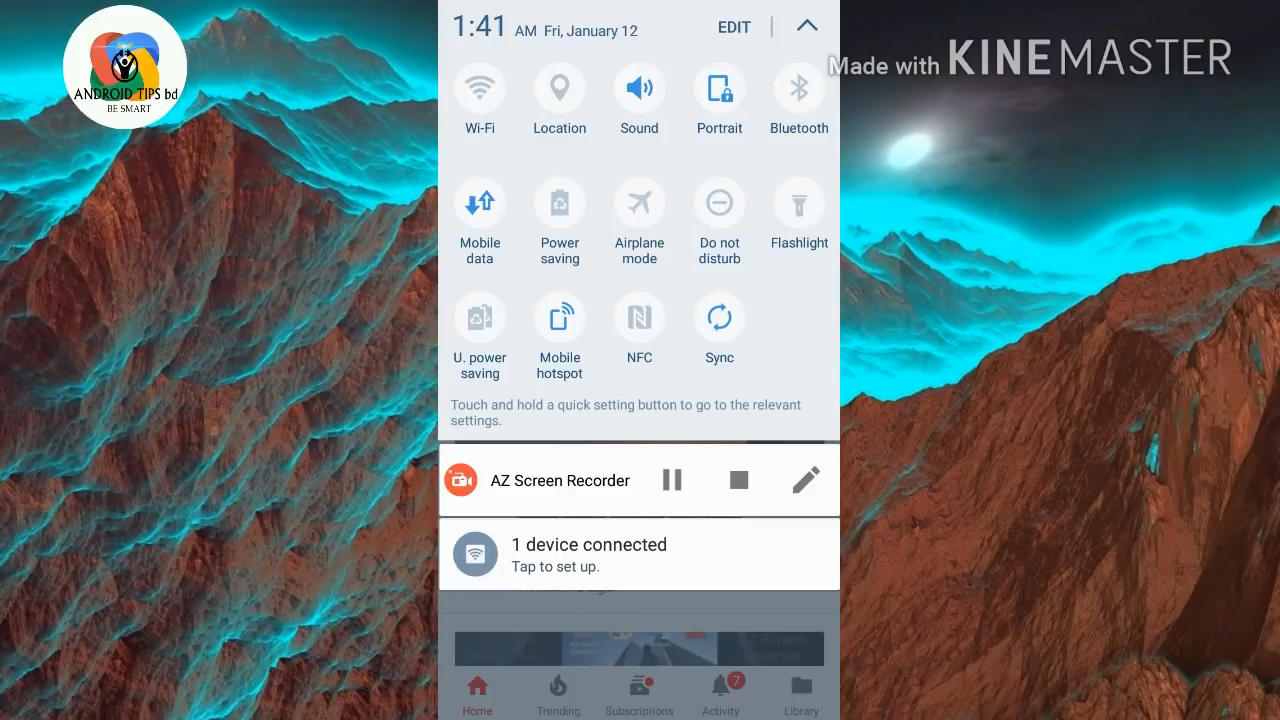 ANDROID TIPS bd
BE SMART
1:41 AM Fri, January 12
EDIT
Made with KINEMASTER
Wi-Fi
Location
Sound
Portrait
Bluetooth
Mobile
data
Power
saving
Airplane
mode
Do not
disturb
Flashlight
U. power
saving
Mobile
hotspot
NFC
Sync
Touch and hold a quick setting button to go to the relevant
settings.
AZ Screen Recorder
1 device connected
Tap to set up.
7
Home
Trending
Subscriptions
Activity
Library